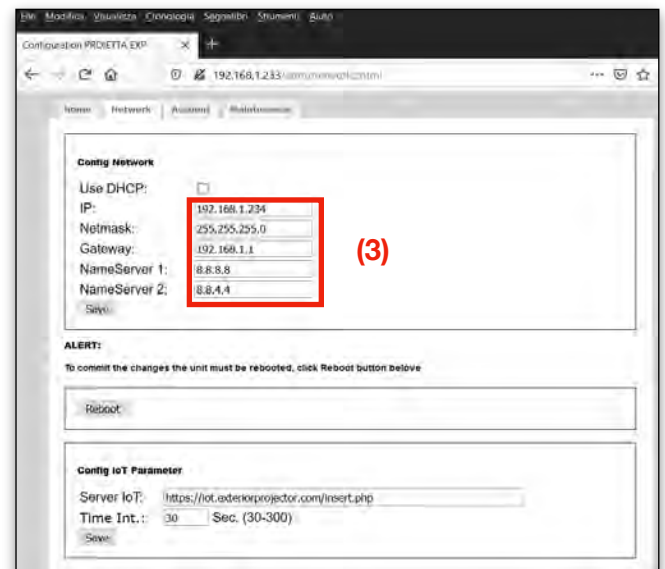 File Modifica Visualizza Cronologia Segnalibri Strumenti Aiuto
Configuration PROIETTA EXP
192.168.1.233
Home Network Account Maintenance
Config Network
Use DHCP:
IP: 192.168.1.234
Netmask: 255.255.255.0
Gateway: 192.168.1.1
NameServer 1: 8.8.8.8
NameServer 2: 8.8.4.4
Save
(3)
ALERT:
To commit the changes the unit must be rebooted, click Reboot button belove
Reboot
Config IoT Parameter
Server IoT: https://iot.exteriorprojector.com/insert.php
Time Int.: 30 Sec. (30-300)
Save